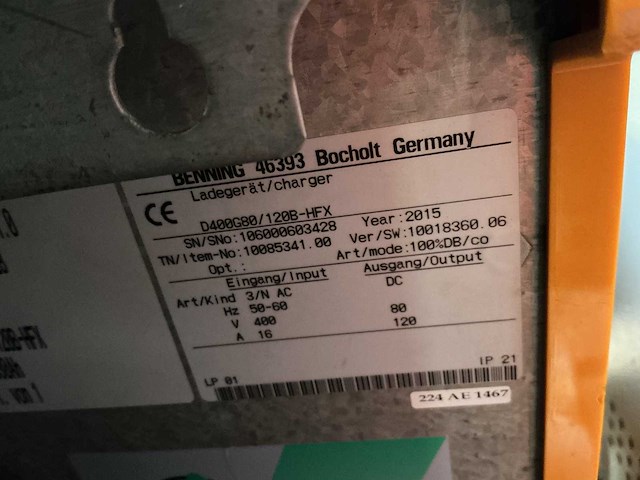 BENNING 46393 Bocholt Germany
Ladegerät/charger
CE
D400G80/120B-HFX
SN/SNo:106000603428 Year:2015
TN/Item-No:10085341.00 Ver/SW:10018360.06
Opt.: Art/mode:100%DB/co
Eingang/Input Ausgang/Output
Art/Kind 3/N AC DC
Hz 50-60
V 400 80
A 16 120
LP 01 IP 21
224 AE 1467